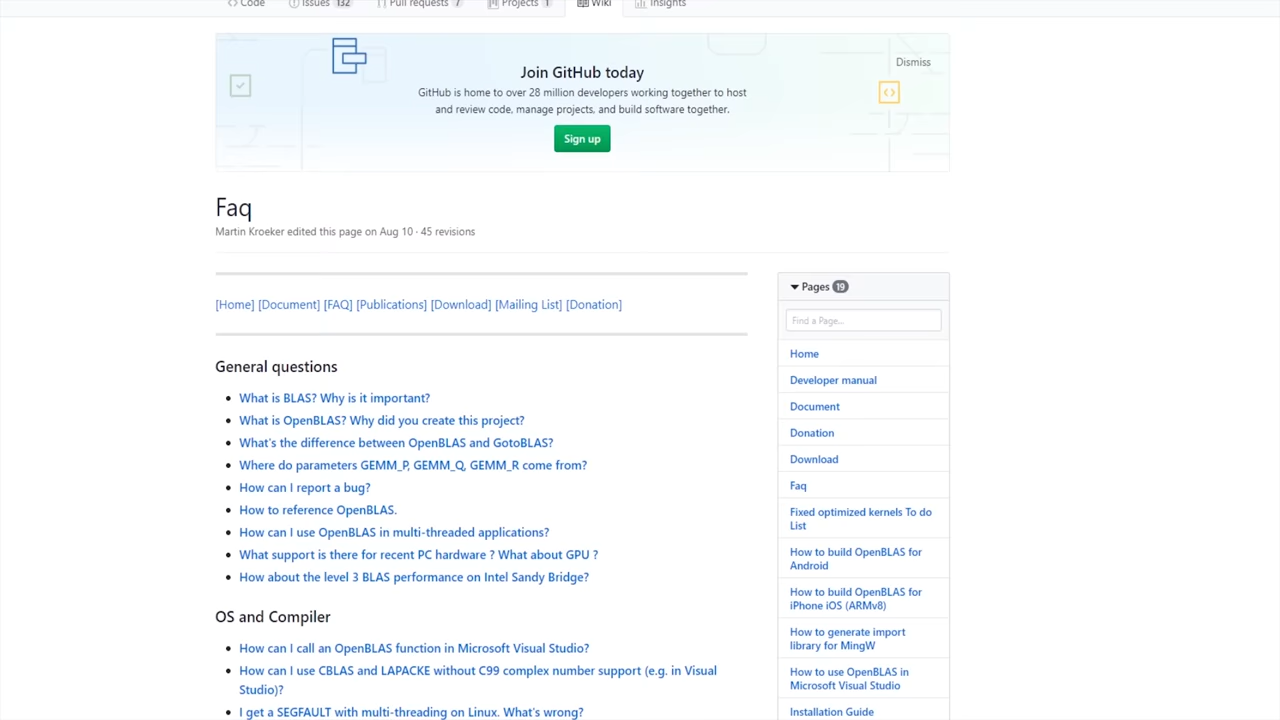 Code Issues 132 Pull requests 7 Projects 1 Wiki Insights
Join GitHub today
Dismiss
GitHub is home to over 28 million developers working together to host
and review code, manage projects, and build software together.
Sign up
Faq
Martin Kroeker edited this page on Aug 10 · 45 revisions
[Home] [Document] [FAQ] [Publications] [Download] [Mailing List] [Donation]
General questions
What is BLAS? Why is it important?
What is OpenBLAS? Why did you create this project?
What's the difference between OpenBLAS and GotoBLAS?
Where do parameters GEMM_P, GEMM_Q, GEMM_R come from?
How can I report a bug?
How to reference OpenBLAS.
How can I use OpenBLAS in multi-threaded applications?
What support is there for recent PC hardware ? What about GPU ?
How about the level 3 BLAS performance on Intel Sandy Bridge?
OS and Compiler
How can I call an OpenBLAS function in Microsoft Visual Studio?
How can I use CBLAS and LAPACKE without C99 complex number support (e.g. in Visual
Studio)?
I get a SEGFAULT with multi-threading on Linux. What's wrong?
Pages 19
Find a Page...
Home
Developer manual
Document
Donation
Download
Faq
Fixed optimized kernels To do
List
How to build OpenBLAS for
Android
How to build OpenBLAS for
iPhone iOS (ARMv8)
How to generate import
library for MingW
How to use OpenBLAS in
Microsoft Visual Studio
Installation Guide